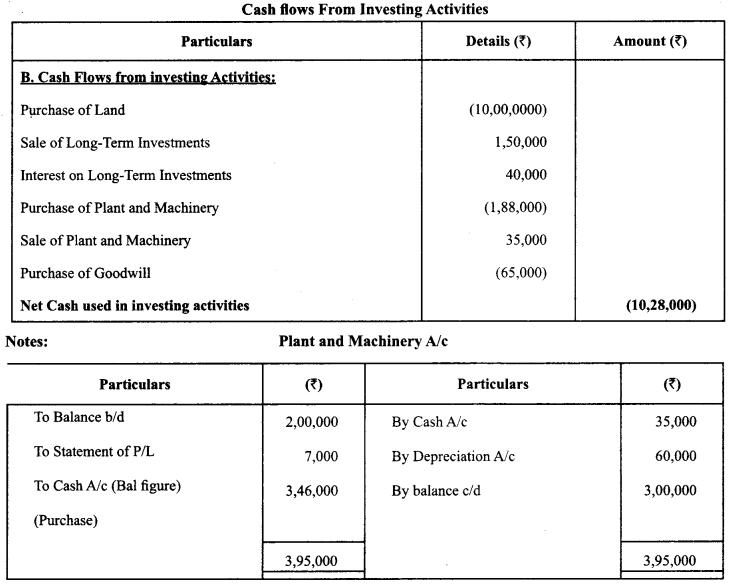 Cash flows From Investing Activities
Particulars Details (₹) Amount (₹)
B. Cash Flows from investing Activities:
Purchase of Land (10,00,0000)
Sale of Long-Term Investments 1,50,000
Interest on Long-Term Investments 40,000
Purchase of Plant and Machinery (1,88,000)
Sale of Plant and Machinery 35,000
Purchase of Goodwill (65,000)
Net Cash used in investing activities (10,28,000)
Notes: Plant and Machinery A/c
Particulars (₹) Particulars (₹)
To Balance b/d 2,00,000 By Cash A/c 35,000
To Statement of P/L 7,000 By Depreciation A/c 60,000
To Cash A/c (Bal figure) 3,46,000 By balance c/d 3,00,000
(Purchase)
3,95,000 3,95,000